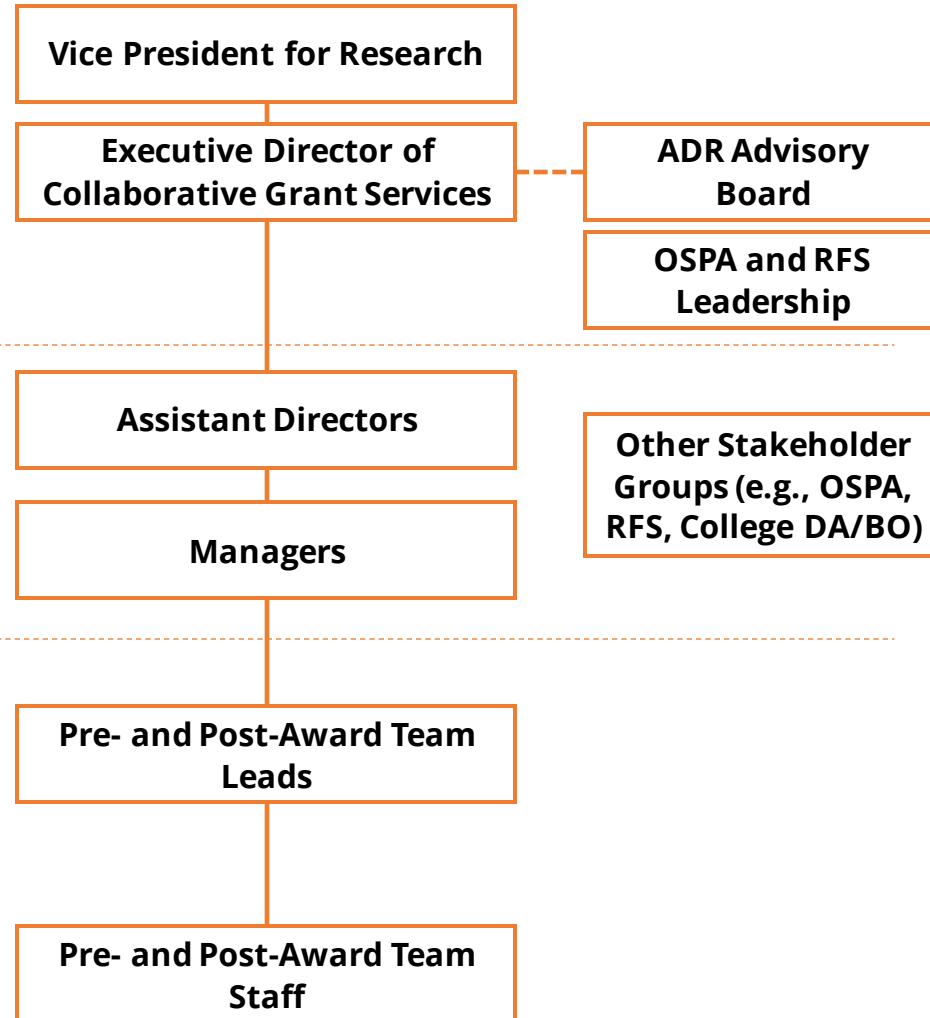 Vice President for Research
Executive Director of
Collaborative Grant Services
ADR Advisory
Board
OSPA and RFS
Leadership
Assistant Directors
Other Stakeholder
Groups (e.g., OSPA,
RFS, College DA/BO)
Managers
Pre- and Post-Award Team
Leads
Pre- and Post-Award Team
Staff